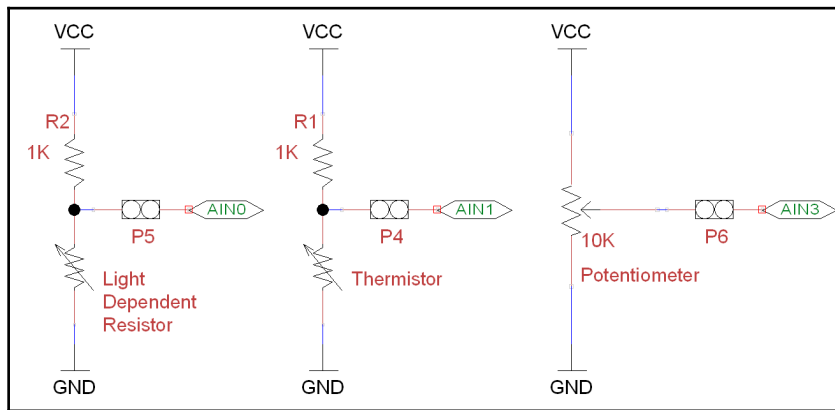 VCC
R2
1K
P5
AIN0
Light
Dependent
Resistor
GND
VCC
R1
1K
P4
AIN1
Thermistor
GND
VCC
10K
P6
AIN3
Potentiometer
GND